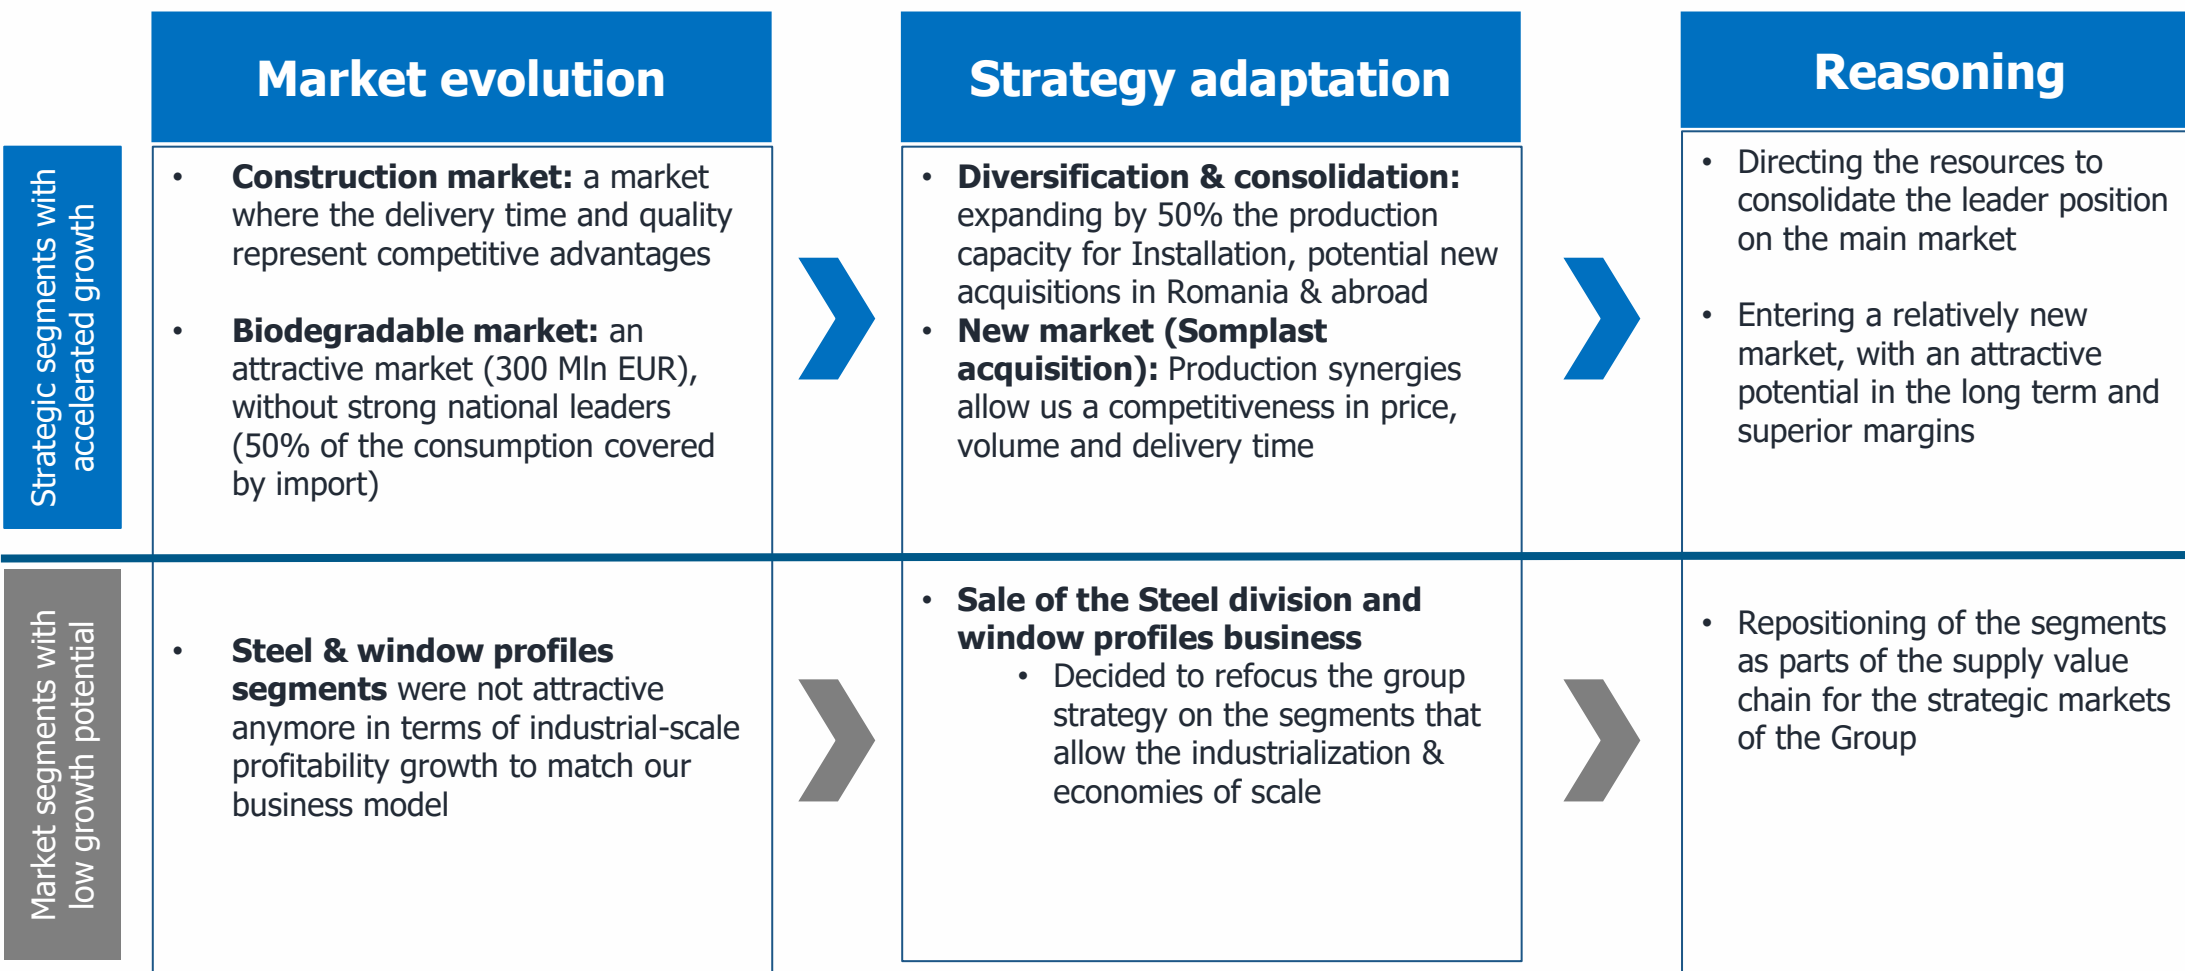 Market evolution
Strategy adaptation
Reasoning
Strategic segments with
accelerated growth
• Construction market: a market
where the delivery time and quality
represent competitive advantages
• Biodegradable market: an
attractive market (300 Mln EUR),
without strong national leaders
(50% of the consumption covered
by import)
• Diversification & consolidation:
expanding by 50% the production
capacity for Installation, potential new
acquisitions in Romania & abroad
• New market (Somplast
acquisition): Production synergies
allow us a competitiveness in price,
volume and delivery time
• Directing the resources to
consolidate the leader position
on the main market
• Entering a relatively new
market, with an attractive
potential in the long term and
superior margins
Market segments with
low growth potential
• Steel & window profiles
segments were not attractive
anymore in terms of industrial-scale
profitability growth to match our
business model
• Sale of the Steel division and
window profiles business
• Decided to refocus the group
strategy on the segments that
allow the industrialization &
economies of scale
• Repositioning of the segments
as parts of the supply value
chain for the strategic markets
of the Group